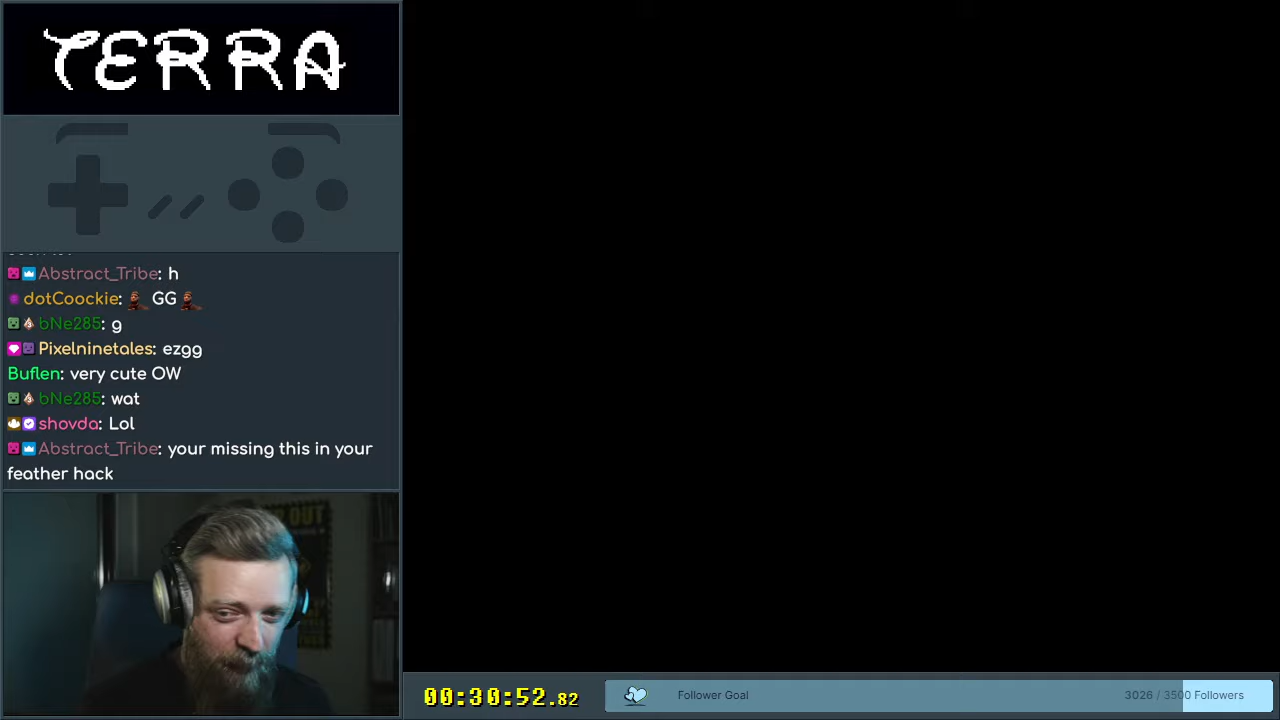 TERRA
Abstract_Tribe: h
dotCoockie: GG
bNe285: g
Pixelninetales: ezgg
Buflen: very cute OW
bNe285: wat
shovda: Lol
Abstract_Tribe: your missing this in your
feather hack
OUT
00:30:52.82
Follower Goal
3026 / 3500 Followers